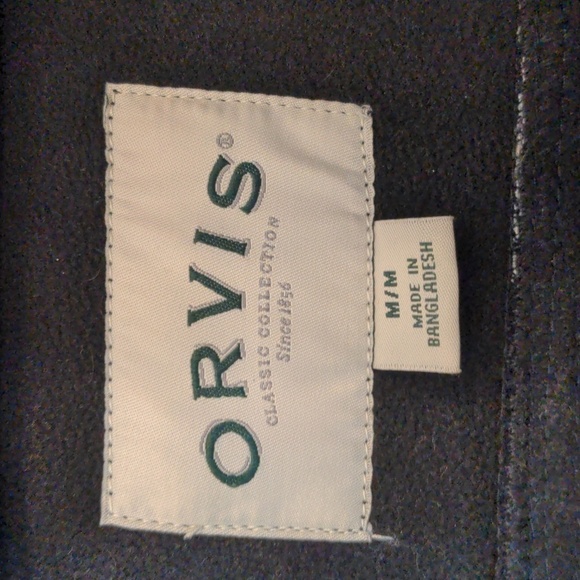 ORVIS®
CLASSIC COLLECTION
Since 1856
M/M
MADE IN
BANGLADESH